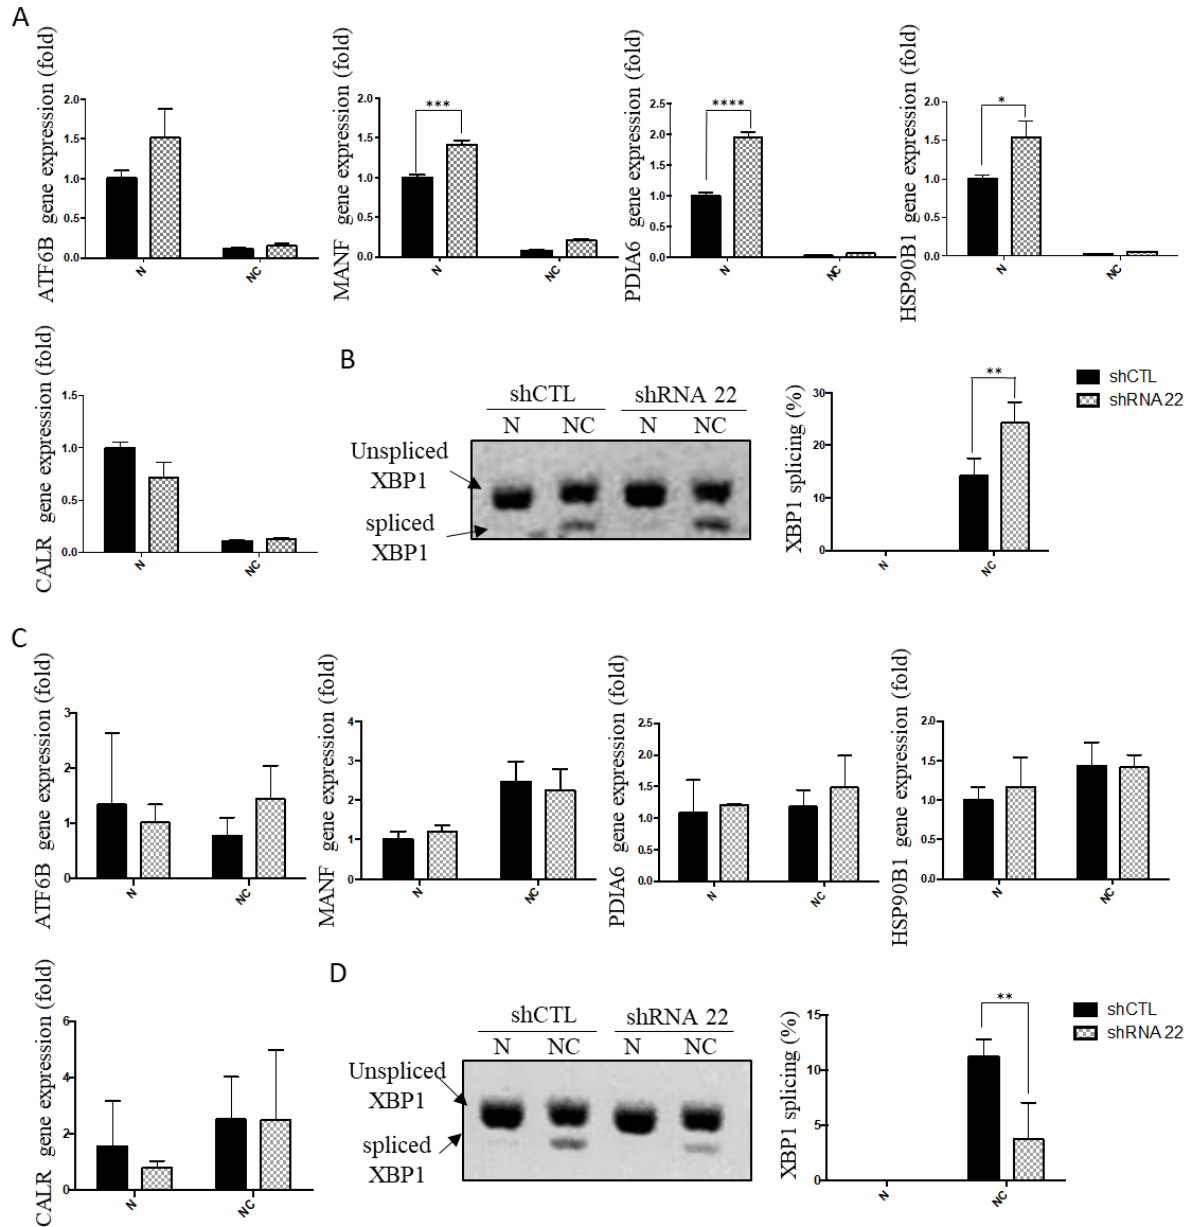 A
ATF6B gene expression (fold)
2.0
1.5
1.0
0.5
0.0
N
NC
MANF gene expression (fold)
2.0
1.5
1.0
0.5
0.0
***
N
NC
PDIA6 gene expression (fold)
2.5
2.0
1.5
1.0
0.5
0.0
****
N
NC
HSP90B1 gene expression (fold)
2.0
1.5
1.0
0.5
0.0
*
N
NC
CALR gene expression (fold)
1.5
1.0
0.5
0.0
N
NC
B
shCTL shRNA 22
N NC N NC
Unspliced
XBP1
spliced
XBP1
XBP1 splicing (%)
30
20
10
0
**
N
NC
shCTL
shRNA 22
C
ATF6B gene expression (fold)
3
2
1
0
N
NC
MANF gene expression (fold)
4
3
2
1
0
N
NC
PDIA6 gene expression (fold)
2.5
2.0
1.5
1.0
0.5
0.0
N
NC
HSP90B1 gene expression (fold)
2.0
1.5
1.0
0.5
0.0
N
NC
CALR gene expression (fold)
6
4
2
0
N
NC
D
shCTL shRNA 22
N NC N NC
Unspliced
XBP1
spliced
XBP1
XBP1 splicing (%)
15
10
5
0
**
N
NC
shCTL
shRNA 22